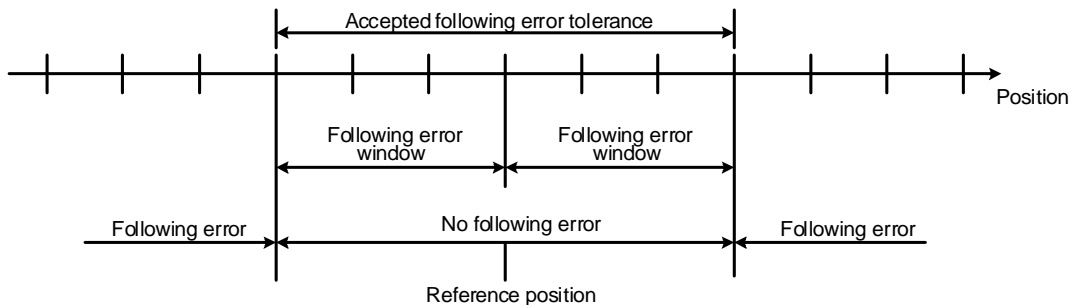 Accepted following error tolerance
Position
Following error
window
Following error
window
Following error
No following error
Following error
Reference position